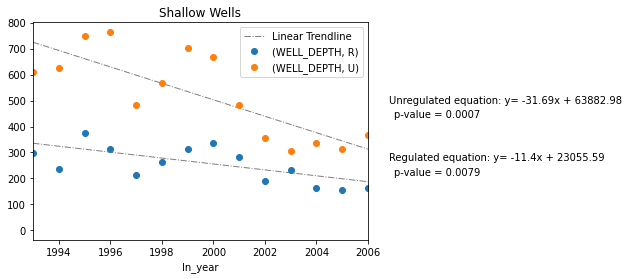 Shallow Wells
800
700
600
500
400
300
200
100
0
Linear Trendline
(WELL_DEPTH, R)
(WELL_DEPTH, U)
Unregulated equation: y= -31.69x + 63882.98
p-value = 0.0007
Regulated equation: y= -11.4x + 23055.59
p-value = 0.0079
1994 1996 1998 2000 2002 2004 2006
In_year